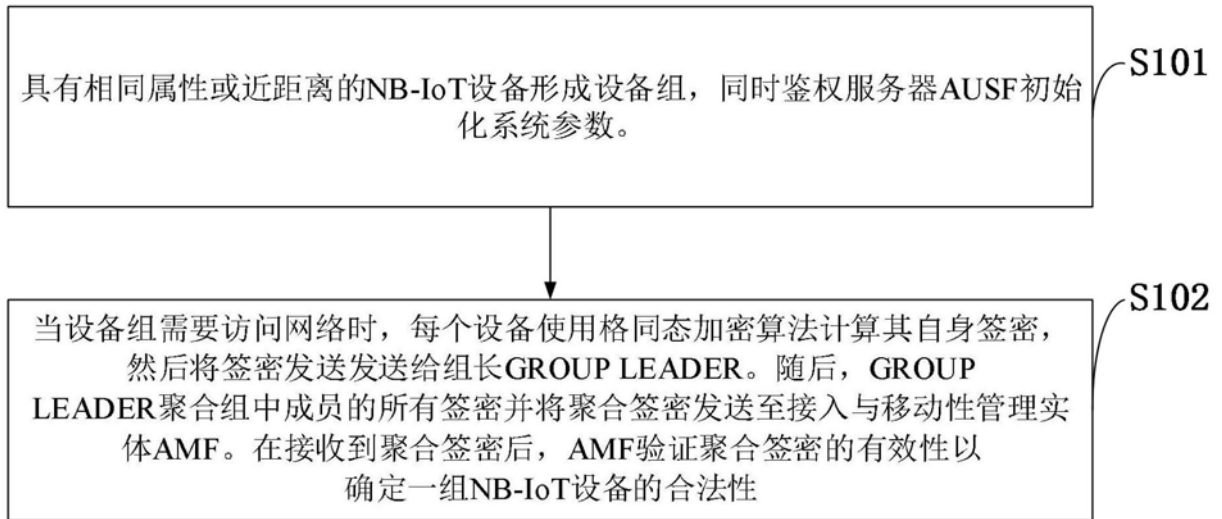 具有相同属性或近距离的NB-IoT设备形成设备组，同时鉴权服务器AUSF初始
化系统参数。
S101
当设备组需要访问网络时，每个设备使用格同态加密算法计算其自身签密，
然后将签密发送发送给组长GROUP LEADER。随后，GROUP
LEADER聚合组中成员的所有签密并将聚合签密发送至接入与移动性管理实
体AMF。在接收到聚合签密后，AMF验证聚合签密的有效性以
确定一组NB-IoT设备的合法性
S102